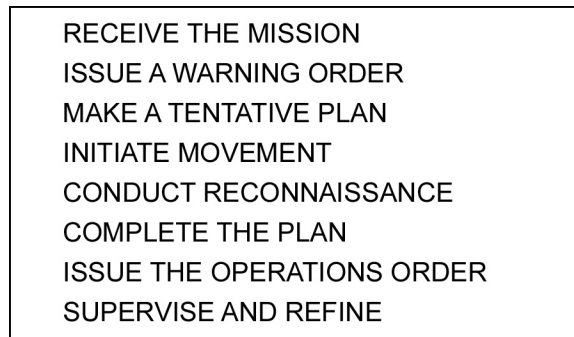 RECEIVE THE MISSION
ISSUE A WARNING ORDER
MAKE A TENTATIVE PLAN
INITIATE MOVEMENT
CONDUCT RECONNAISSANCE
COMPLETE THE PLAN
ISSUE THE OPERATIONS ORDER
SUPERVISE AND REFINE